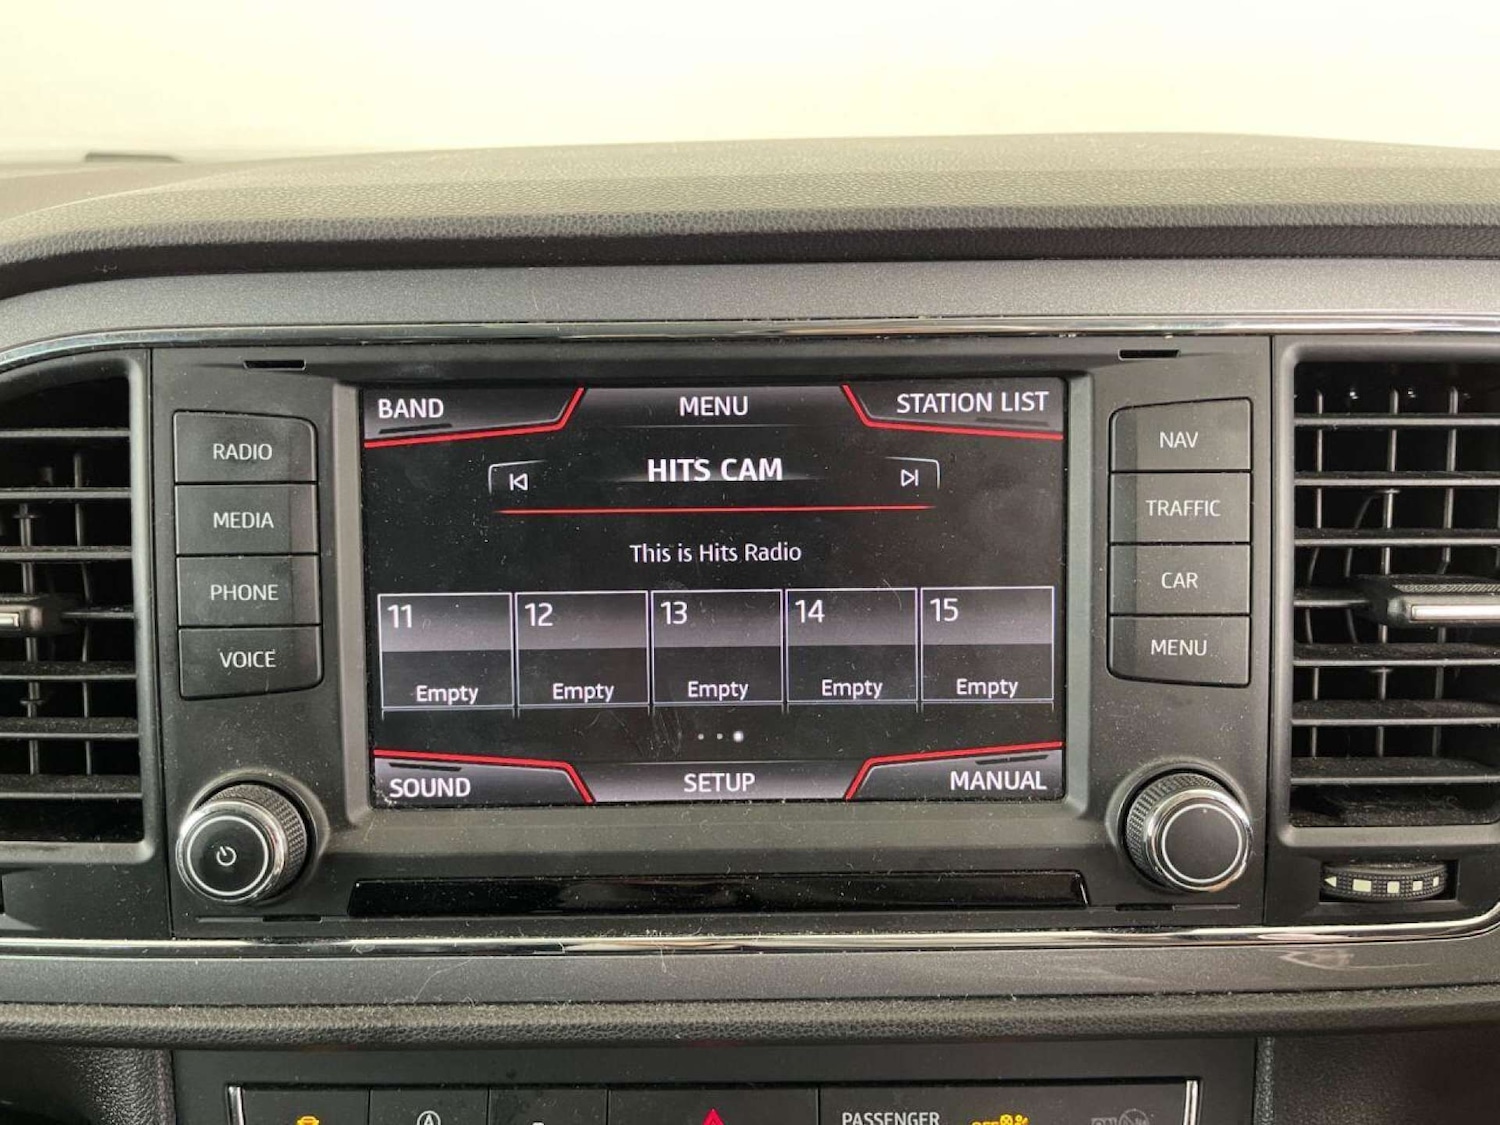 BAND
MENU
STATION LIST
HITS CAM
This is Hits Radio
11
12
13
14
15
Empty
Empty
Empty
Empty
Empty
SOUND
SETUP
MANUAL
RADIO
MEDIA
PHONE
VOICE
NAV
TRAFFIC
CAR
MENU
A
PASSENGER
OFF